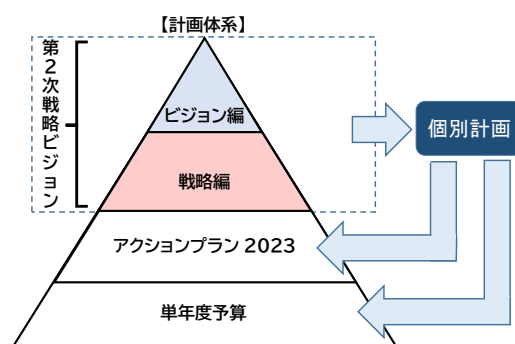 【計画体系】
第2次戦略ビジョン
ビジョン編
戦略編
個別計画
アクションプラン 2023
単年度予算